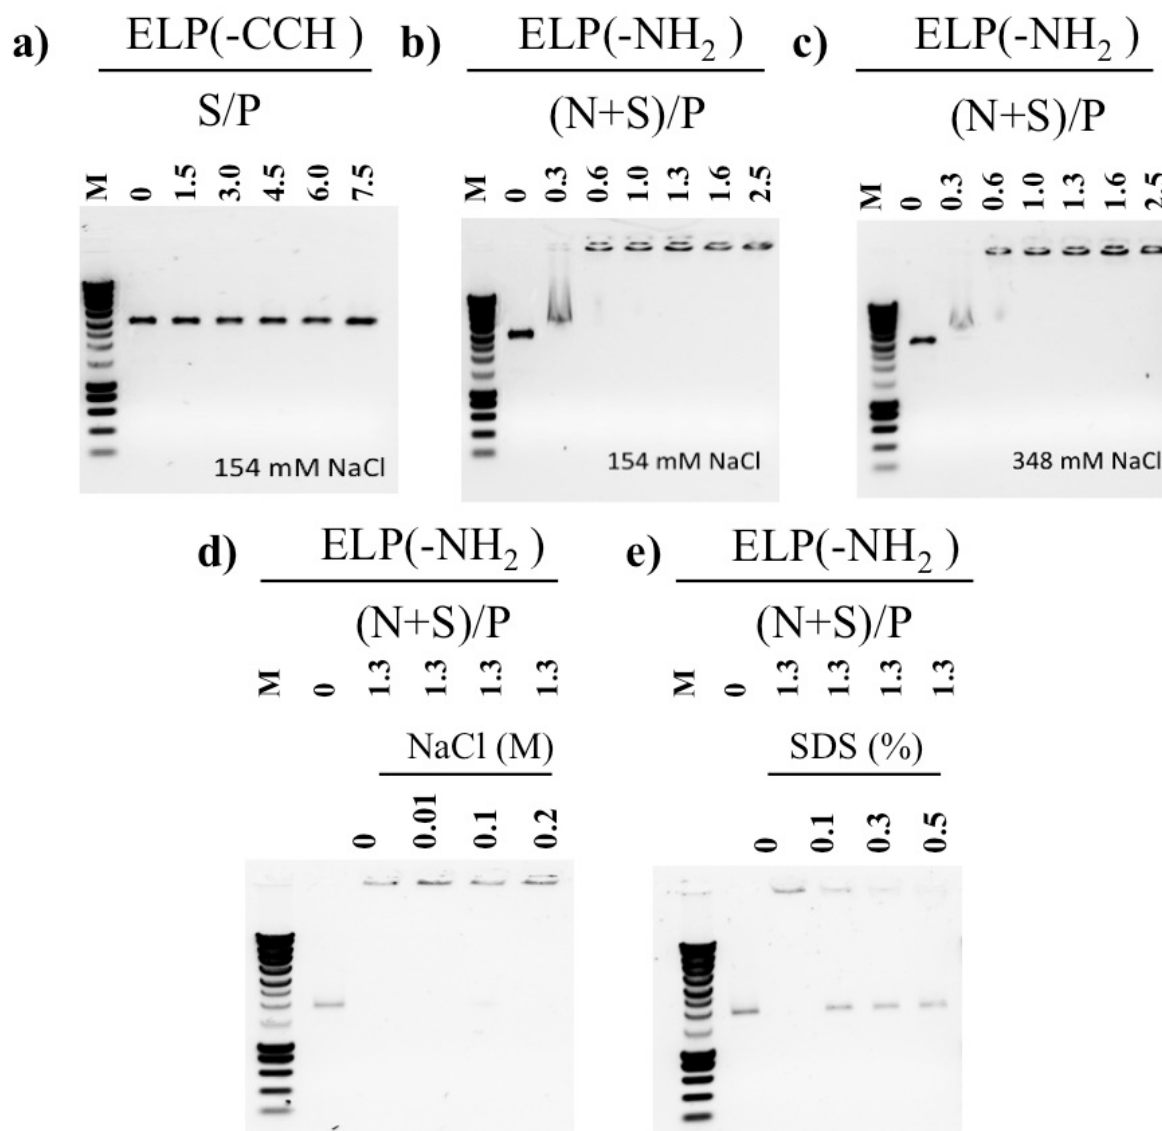 a) ELP(-CCH )
S/P
M 0 1.5 3.0 4.5 6.0 7.5
154 mM NaCl
b) ELP(-NH₂ )
(N+S)/P
M 0 0.3 0.6 1.0 1.3 1.6 2.5
154 mM NaCl
c) ELP(-NH₂ )
(N+S)/P
M 0 0.3 0.6 1.0 1.3 1.6 2.5
348 mM NaCl
d) ELP(-NH₂ )
(N+S)/P
M 0 1.3 1.3 1.3 1.3
NaCl (M)
0 0.01 0.1 0.2
e) ELP(-NH₂ )
(N+S)/P
M 0 1.3 1.3 1.3 1.3
SDS (%)
0 0.1 0.3 0.5